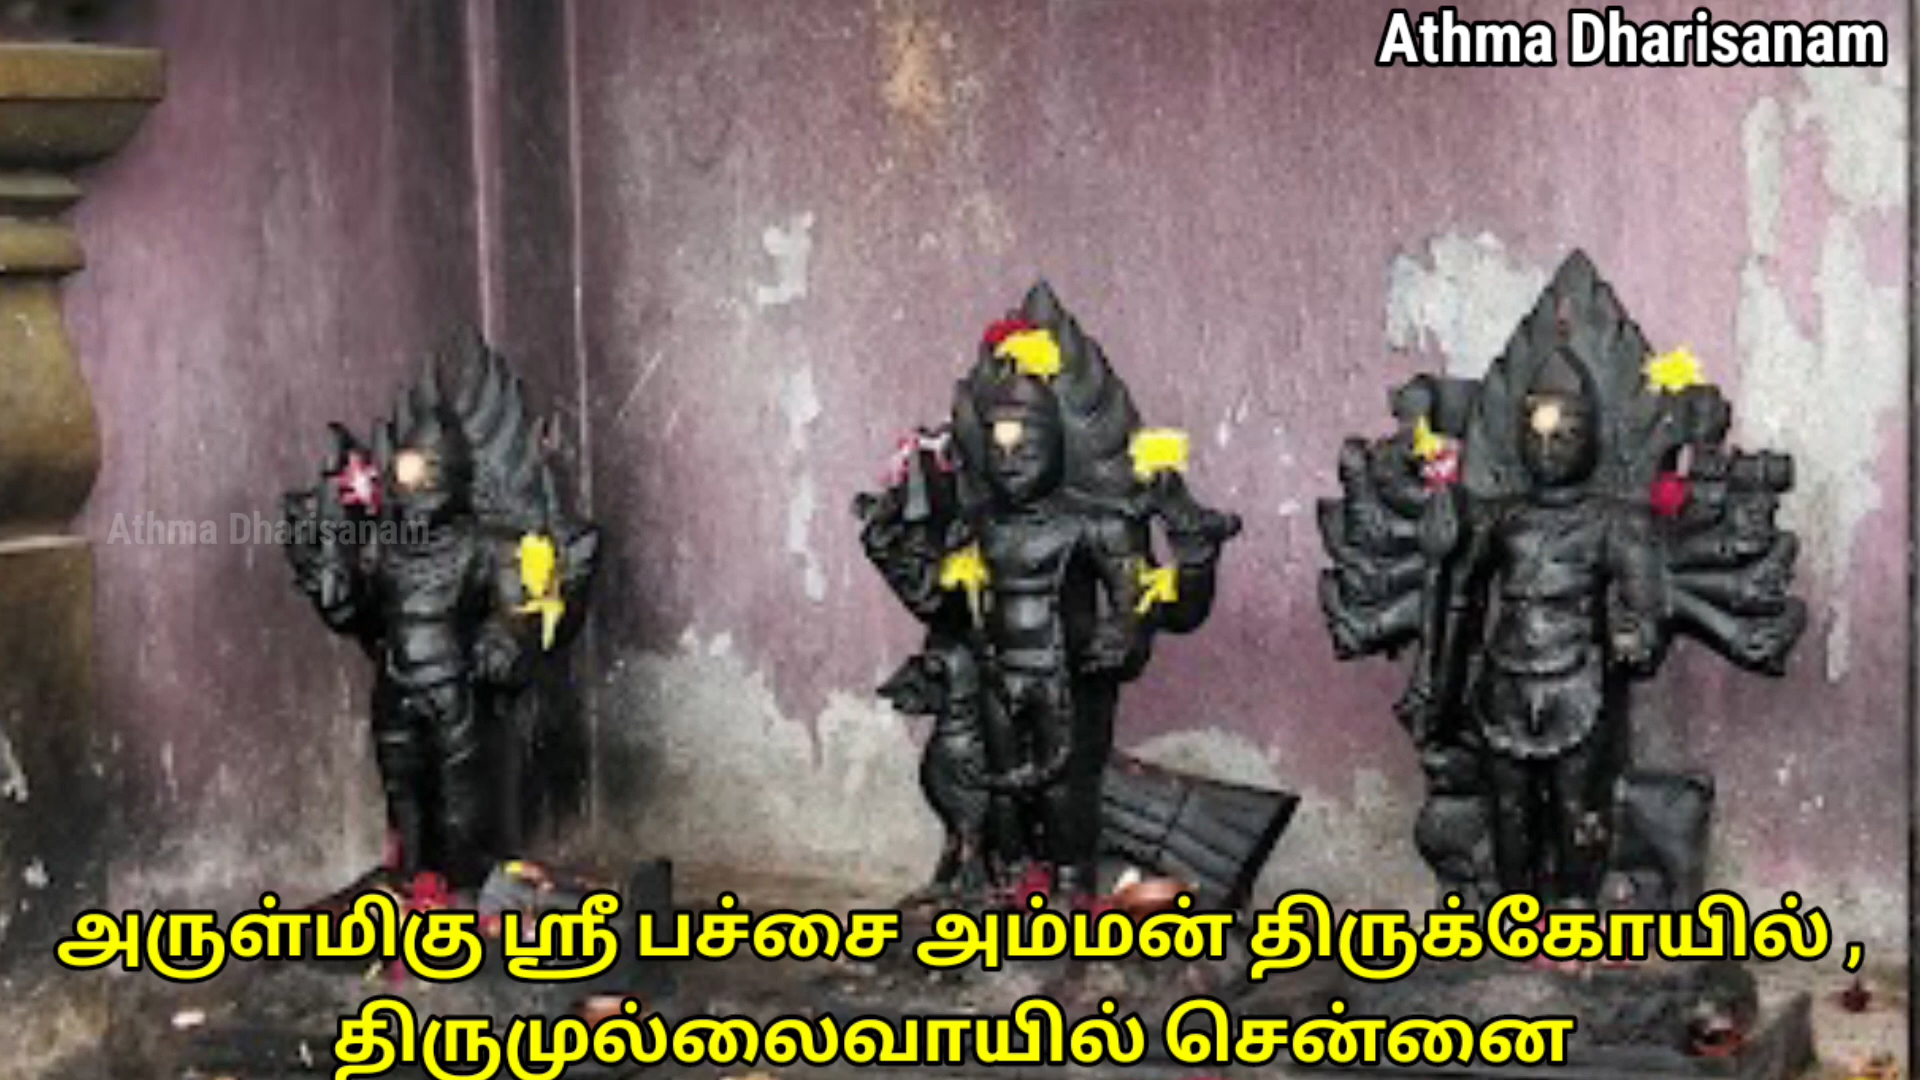 Athma Dharisanam
Athma Dharisanam
அருள்மிகு ஸ்ரீ பச்சை அம்மன் திருக்கோயில் ,
திருமுல்லைவாயில் சென்னை